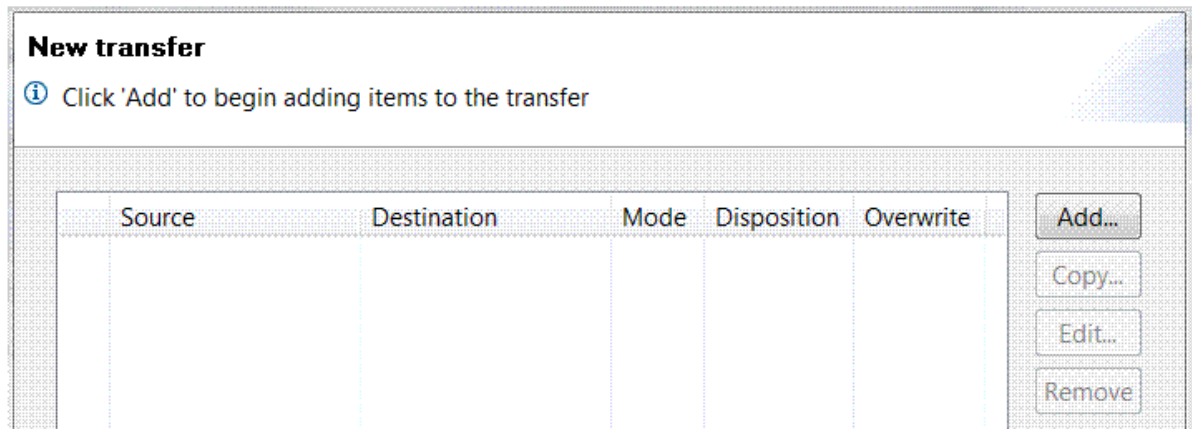 New transfer
Click 'Add' to begin adding items to the transfer
Source Destination Mode Disposition Overwrite
Add...
Copy...
Edit...
Remove